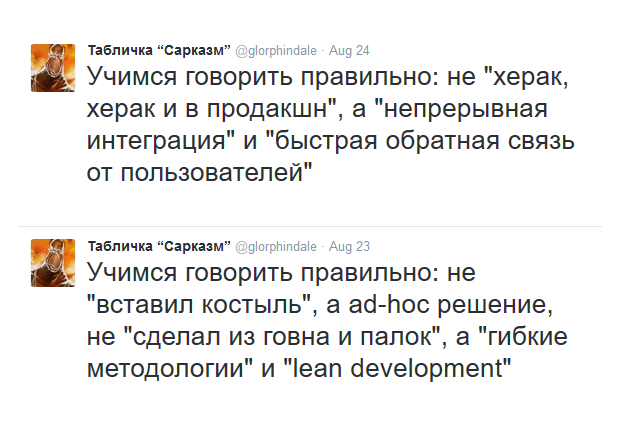 Табличка “Сарказм” @glorphindale · Aug 24
Учимся говорить правильно: не "херак,
херак и в продакшн", а "непрерывная
интеграция" и "быстрая обратная связь
от пользователей"
Табличка “Сарказм” @glorphindale · Aug 23
Учимся говорить правильно: не
"вставил костыль", а ad-hoc решение,
не "сделал из говна и палок", а "гибкие
методологии" и "lean development"